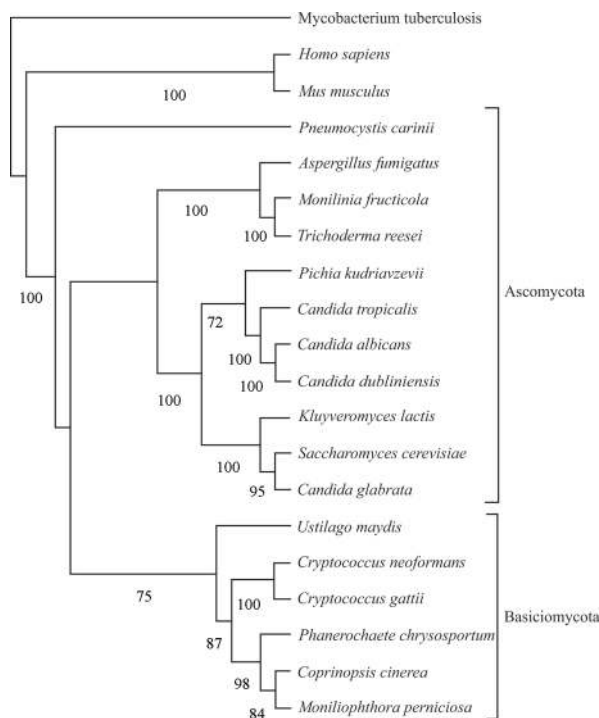 Mycobacterium tuberculosis
Homo sapiens
Mus musculus
100
Pneumocystis carinii
Aspergillus fumigatus
Monilinia fructicola
100
Trichoderma reesei
100
Pichia kudriavzevii
100
Ascomycota
Candida tropicalis
72
Candida albicans
100
Candida dubliniensis
100
100
Kluyveromyces lactis
Saccharomyces cerevisiae
100
Candida glabrata
95
Ustilago maydis
Cryptococcus neoformans
75
Cryptococcus gattii
100
Basiciomycota
Phanerochaete chrysosportum
87
Coprinopsis cinerea
98
Moniliophthora perniciosa
84